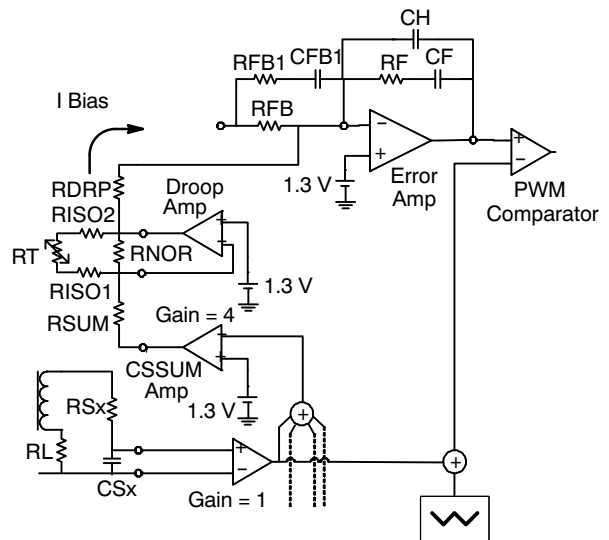 CH
CFB1
RFB1
RF
CF
RFB
I Bias
−
+
1.3 V
Error
Amp
+
−
PWM
Comparator
RDRP
Droop
Amp
RISO2
RT
RNOR
RISO1
1.3 V
RSUM
Gain = 4
CSSUM
Amp
1.3 V
RSx
RL
CSx
+
−
Gain = 1
+
+